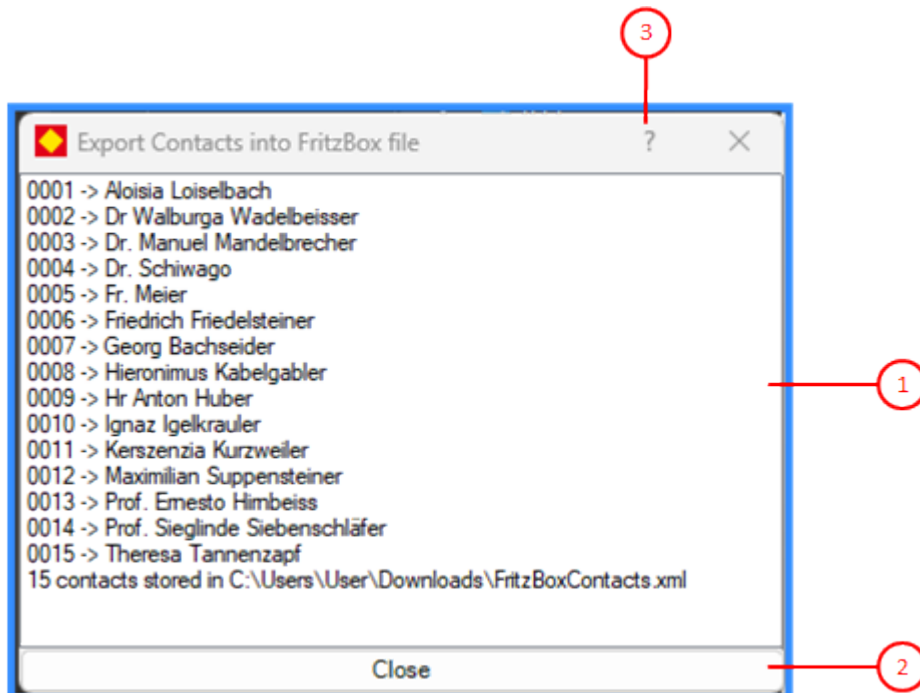 3
Export Contacts into FritzBox file ?
0001 -> Aloisia Loiselbach
0002 -> Dr Walburga Wadelbeisser
0003 -> Dr. Manuel Mandelbrecher
0004 -> Dr. Schiwago
0005 -> Fr. Meier
0006 -> Friedrich Friedelsteiner
0007 -> Georg Bachseider
0008 -> Hieronimus Kabelgabler
1
0009 -> Hr Anton Huber
0010 -> Ignaz Igelkrauler
0011 -> Kerszenzia Kurzweiler
0012 -> Maximilian Suppensteiner
0013 -> Prof. Ernesto Hirnbeiss
0014 -> Prof. Sieglinde Siebenschläfer
0015 -> Theresa Tannenzapf
15 contacts stored in C:\Users\User\Downloads\FritzBoxContacts.xml
Close
2